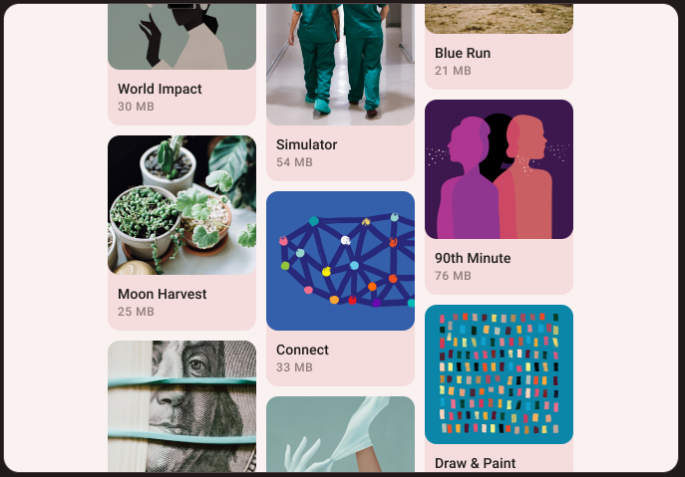 World Impact
30 MB
Moon Harvest
25 MB
Simulator
54 MB
Connect
33 MB
Blue Run
21 MB
90th Minute
76 MB
Draw & Paint